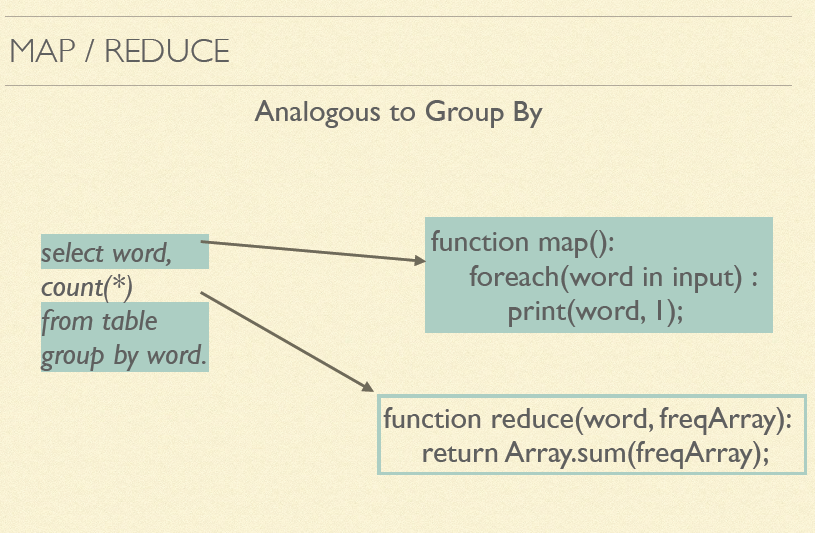 MAP / REDUCE
Analogous to Group By
select word,
count(*)
from table
group by word.
function map():
foreach(word in input) :
print(word, 1);
function reduce(word, freqArray):
return Array.sum(freqArray);